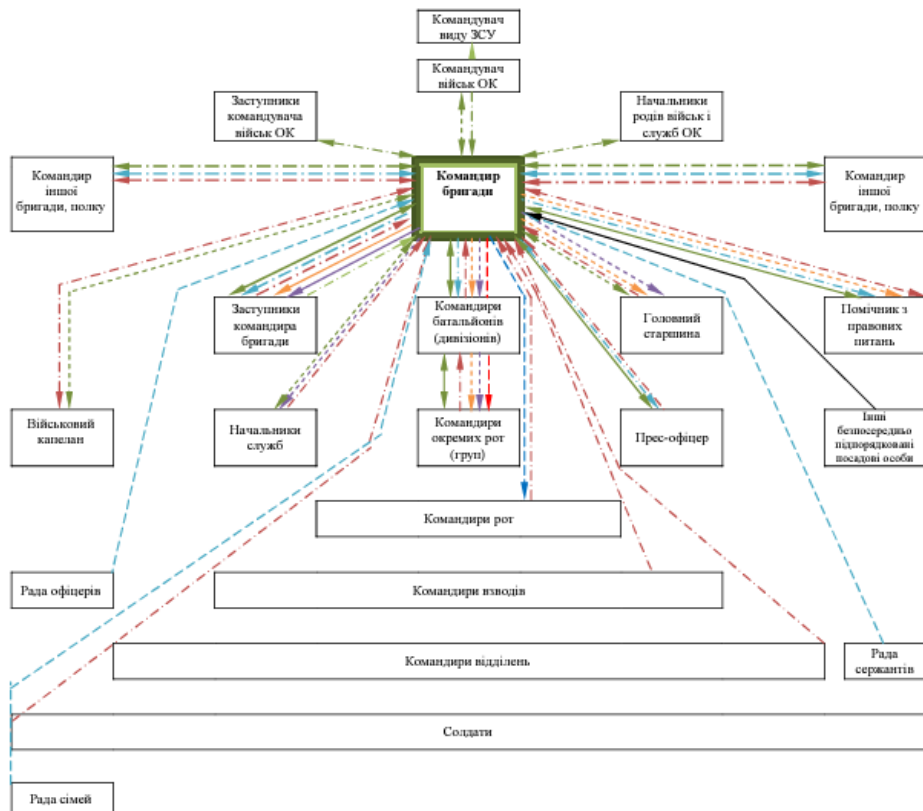 Командувач
виду ЗСУ
Командувач
військ ОК
Заступники
командувача
військ ОК
Начальники
родів військ і
служб ОК
Командир
іншої
бригади, полку
Командир
бригади
Командир
іншої
бригади, полку
Заступники
командира
бригади
Командири
батальйонів
(дивізіонів)
Головний
старшина
Помічник з
правових
питань
Військовий
капелан
Начальники
служб
Командири
окремих рот
(груп)
Прес-офіцер
Інші
безпосередньо
підпорядковані
посадові особи
Командири рот
Рада офіцерів
Командири взводів
Командири відділень
Рада
сержантів
Солдати
Рада сімей